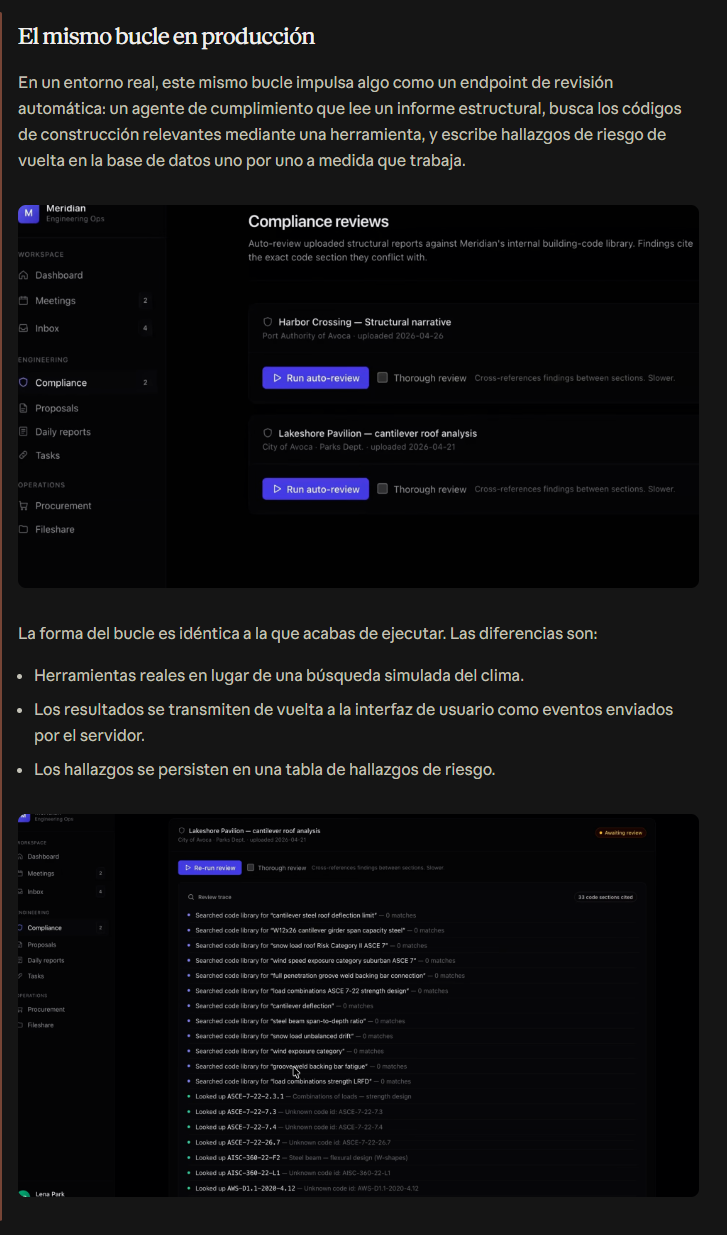 El mismo bucle en producción
En un entorno real, este mismo bucle impulsa algo como un endpoint de revisión
automática: un agente de cumplimiento que lee un informe estructural, busca los códigos
de construcción relevantes mediante una herramienta, y escribe hallazgos de riesgo de
vuelta en la base de datos uno por uno a medida que trabaja.
M
Meridian
Engineering Ops
WORKSPACE
Dashboard
Meetings 2
Inbox 4
ENGINEERING
Compliance 2
Proposals
Daily reports
Tasks
OPERATIONS
Procurement
Fileshare
Compliance reviews
Auto-review uploaded structural reports against Meridian's internal building-code library. Findings cite
the exact code section they conflict with.
Harbor Crossing — Structural narrative
Port Authority of Avoca · uploaded 2026-04-26
Run auto-review Thorough review Cross-references findings between sections. Slower.
Lakeshore Pavilion — cantilever roof analysis
City of Avoca · Parks Dept. · uploaded 2026-04-21
Run auto-review Thorough review Cross-references findings between sections. Slower.
La forma del bucle es idéntica a la que acabas de ejecutar. Las diferencias son:
• Herramientas reales en lugar de una búsqueda simulada del clima.
• Los resultados se transmiten de vuelta a la interfaz de usuario como eventos enviados
por el servidor.
• Los hallazgos se persisten en una tabla de hallazgos de riesgo.
Engineering Ops
WORKSPACE
Dashboard
Meetings 2
Inbox 4
ENGINEERING
Compliance 2
Proposals
Daily reports
Tasks
OPERATIONS
Procurement
Fileshare
Lena Park
Lakeshore Pavilion — cantilever roof analysis
City of Avoca · Parks Dept. · uploaded 2026-04-21
Awaiting review
Re-run review Thorough review Cross-references findings between sections. Slower.
Review trace 33 code sections cited
Searched code library for "cantilever steel roof deflection limit" — 0 matches
Searched code library for "W12x26 cantilever girder span capacity steel" — 0 matches
Searched code library for "snow load roof Risk Category II ASCE 7" — 0 matches
Searched code library for "wind speed exposure category suburban ASCE 7" — 0 matches
Searched code library for "full penetration groove weld backing bar connection" — 0 matches
Searched code library for "load combinations ASCE 7-22 strength design" — 0 matches
Searched code library for "cantilever deflection" — 0 matches
Searched code library for "steel beam span-to-depth ratio" — 0 matches
Searched code library for "snow load unbalanced drift" — 0 matches
Searched code library for "wind exposure category" — 0 matches
Searched code library for "groove weld backing bar fatigue" — 0 matches
Searched code library for "load combinations strength LRFD" — 0 matches
Looked up ASCE-7-22-2.3.1 — Combinations of loads — strength design
Looked up ASCE-7-22-7.3 — Unknown code id: ASCE-7-22-7.3
Looked up ASCE-7-22-7.4 — Unknown code id: ASCE-7-22-7.4
Looked up ASCE-7-22-26.7 — Unknown code id: ASCE-7-22-26.7
Looked up AISC-360-22-F2 — Steel beam — flexural design (W-shapes)
Looked up AISC-360-22-L1 — Unknown code id: AISC-360-22-L1
Looked up AWS-D1.1-2020-4.12 — Unknown code id: AWS-D1.1-2020-4.12